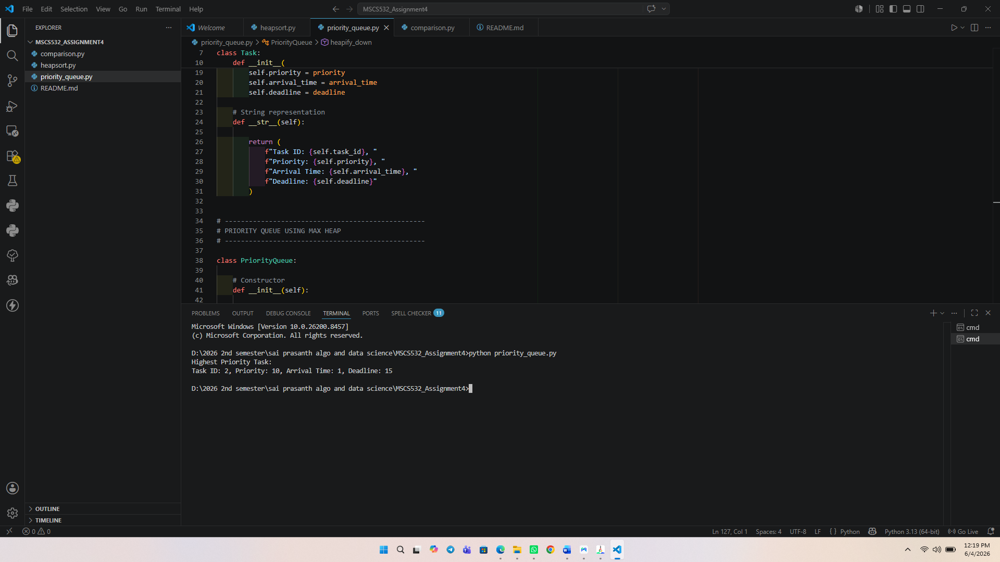 File Edit Selection View Go Run Terminal Help
MSCS532_Assignment4
EXPLORER
MSCS532_ASSIGNMENT4
comparison.py
heapsort.py
priority_queue.py
README.md
OUTLINE
TIMELINE
Welcome heapsort.py priority_queue.py comparison.py README.md
priority_queue.py > PriorityQueue > heapify_down
7 class Task:
10 def __init__(
19 self.priority = priority
20 self.arrival_time = arrival_time
21 self.deadline = deadline
22
23 # String representation
24 def __str__(self):
25
26 return (
27 f"Task ID: {self.task_id}, "
28 f"Priority: {self.priority}, "
29 f"Arrival Time: {self.arrival_time}, "
30 f"Deadline: {self.deadline}"
31 )
32
33
34 # --------------------------------------------------
35 # PRIORITY QUEUE USING MAX HEAP
36 # --------------------------------------------------
37
38 class PriorityQueue:
39
40 # Constructor
41 def __init__(self):
42
PROBLEMS OUTPUT DEBUG CONSOLE TERMINAL PORTS SPELL CHECKER 11
Microsoft Windows [Version 10.0.26200.8457]
(c) Microsoft Corporation. All rights reserved.
D:\2026 2nd semester\sai prasanth algo and data science\MSCS532_Assignment4>python priority_queue.py
Highest Priority Task:
Task ID: 2, Priority: 10, Arrival Time: 1, Deadline: 15
D:\2026 2nd semester\sai prasanth algo and data science\MSCS532_Assignment4>
cmd
cmd
0 0
Ln 127, Col 1 Spaces: 4 UTF-8 LF { } Python Python 3.13 (64-bit) Go Live
12:19 PM
6/4/2026